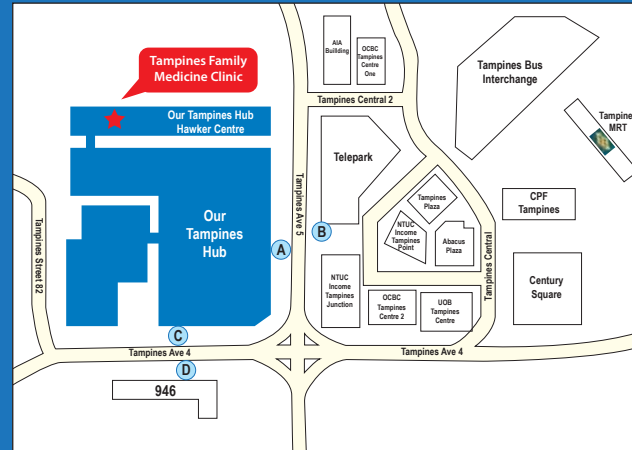 AIA
Builiding
OCBC
Tampines
Centre
One
Tampines Bus
Interchange
Tampines Family
Medicine Clinic
Tampines Central 2
Tampine
MRT
Our Tampines Hub
Hawker Centre
Telepark
Tampines
Plaza
CPF
Tampines
Tampines Ave 5
Our
Tampines
Hub
Tampines Street 82
B
A
NTUC
Income
Tampines
Point
Abacus
Plaza
Tampines Central
NTUC
Income
Tampines
Junction
Century
Square
OCBC
Tampines
Centre 2
UOB
Tampines
Centre
C
Tampines Ave 4
Tampines Ave 4
D
946